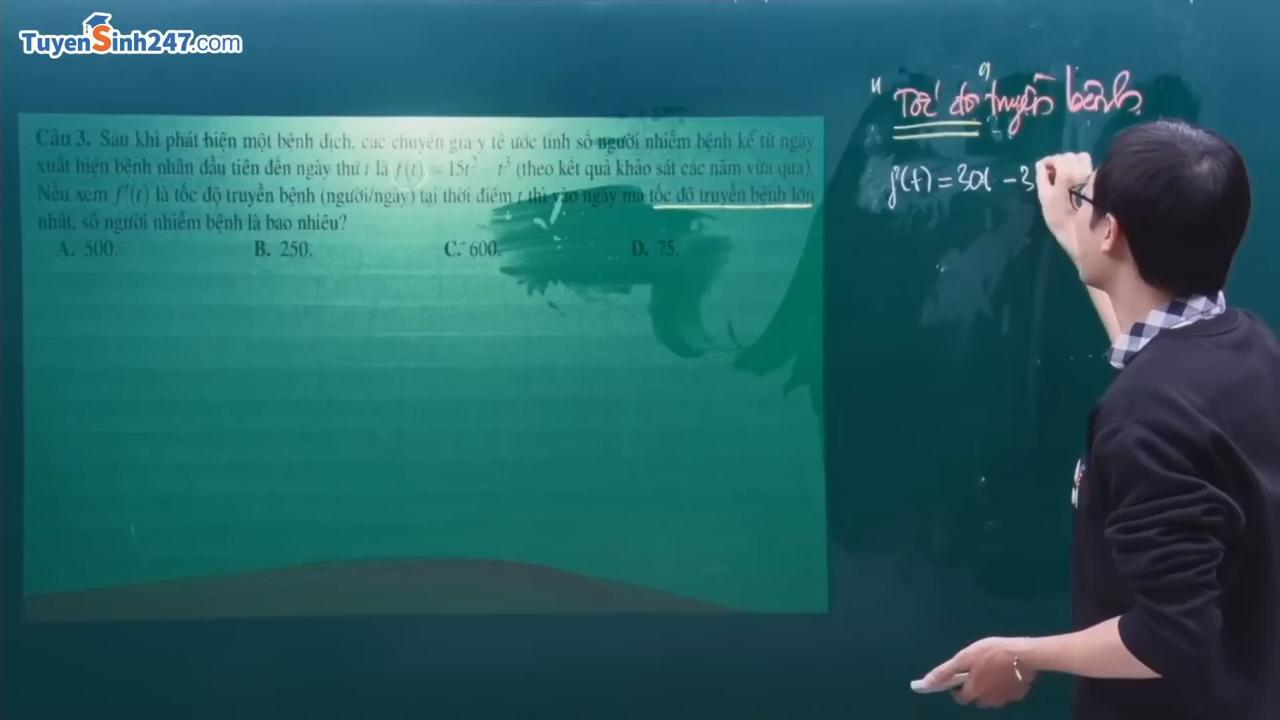 TuyenSinh247.com
"Tốc độ" truyền bệnh
Câu 3. Sau khi phát hiện một bệnh dịch, các chuyên gia y tế ước tính số người nhiễm bệnh kể từ ngày
xuất hiện bệnh nhân đầu tiên đến ngày thứ t là f(t) = 15t² t³ (theo kết quả khảo sát các năm vừa qua).
f'(t) = 30t - 3
Nếu xem f'(t) là tốc độ truyền bệnh (người/ngày) tại thời điểm t thì vào ngày mà tốc độ truyền bệnh lớn
nhất, số người nhiễm bệnh là bao nhiêu?
A. 500. B. 250. C. 600. D. 75.